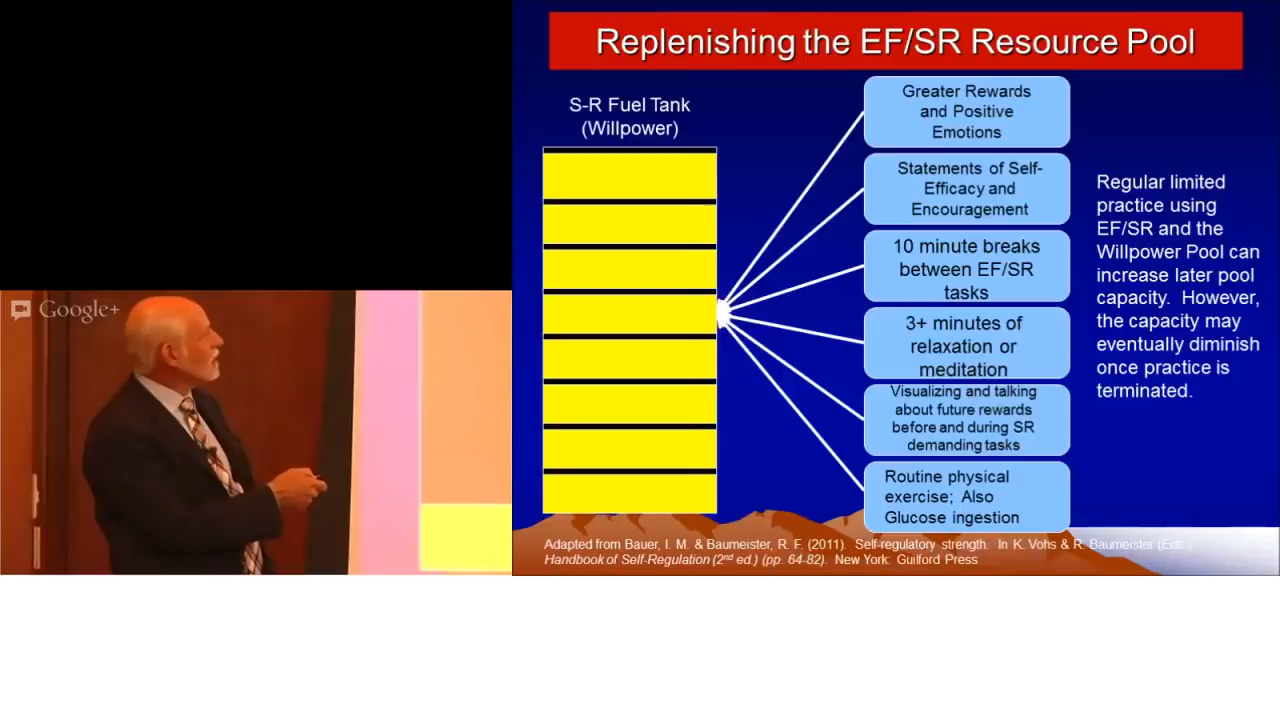 Replenishing the EF/SR Resource Pool
S-R Fuel Tank
(Willpower)
Greater Rewards
and Positive
Emotions
Statements of Self-
Efficacy and
Encouragement
10 minute breaks
between EF/SR
tasks
3+ minutes of
relaxation or
meditation
Visualizing and talking
about future rewards
before and during SR
demanding tasks
Routine physical
exercise; Also
Glucose ingestion
Regular limited
practice using
EF/SR and the
Willpower Pool can
increase later pool
capacity. However,
the capacity may
eventually diminish
once practice is
terminated.
Google+
Adapted from Bauer, I. M. & Baumeister, R. F. (2011). Self-regulatory strength. In K. Vohs & R. Baumeister (Eds.),
Handbook of Self-Regulation (2nd ed.) (pp. 64-82). New York: Guilford Press